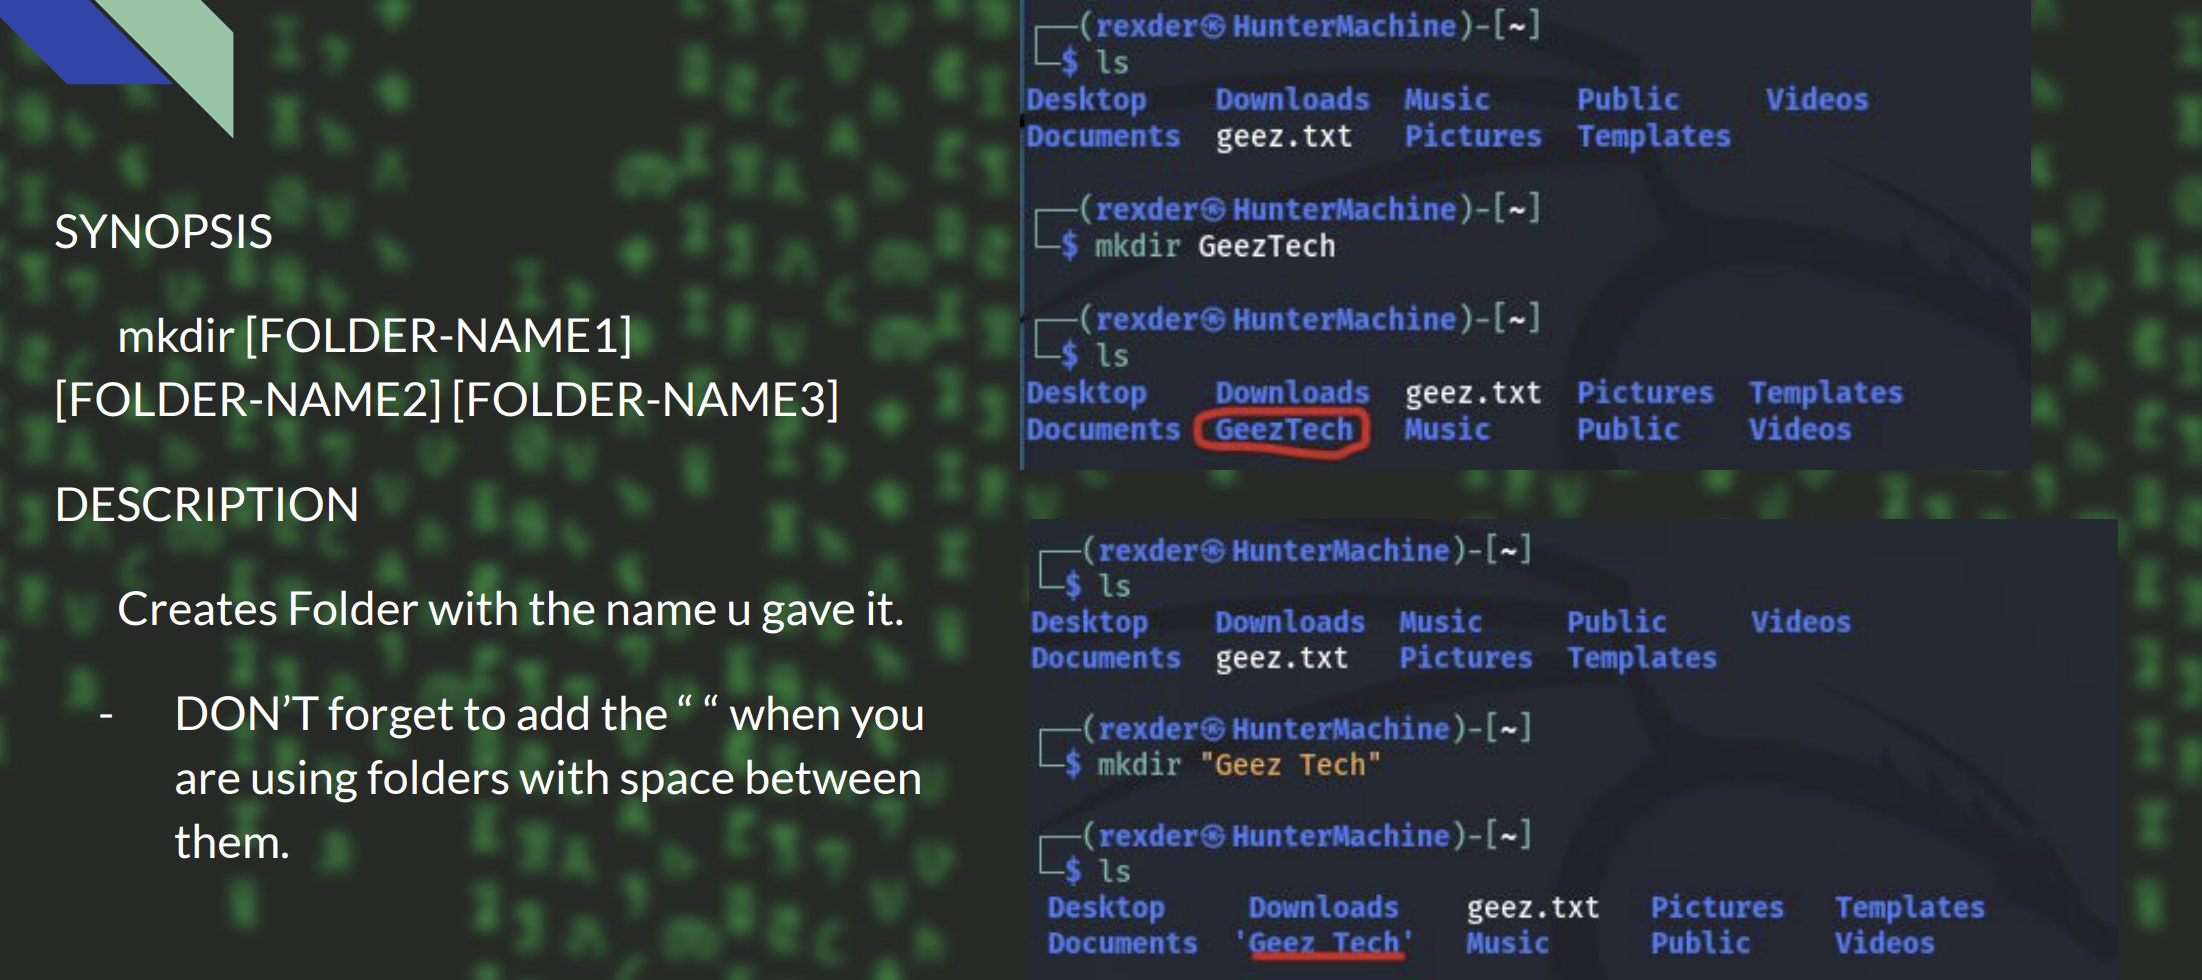 SYNOPSIS
mkdir [FOLDER-NAME1]
[FOLDER-NAME2] [FOLDER-NAME3]
DESCRIPTION
Creates Folder with the name u gave it.
- DON’T forget to add the “ “ when you
are using folders with space between
them.
┌──(rexder㉿HunterMachine)-[~]
└─$ ls
Desktop Downloads Music Public Videos
Documents geez.txt Pictures Templates
┌──(rexder㉿HunterMachine)-[~]
└─$ mkdir GeezTech
┌──(rexder㉿HunterMachine)-[~]
└─$ ls
Desktop Downloads geez.txt Pictures Templates
Documents GeezTech Music Public Videos
┌──(rexder㉿HunterMachine)-[~]
└─$ ls
Desktop Downloads Music Public Videos
Documents geez.txt Pictures Templates
┌──(rexder㉿HunterMachine)-[~]
└─$ mkdir "Geez Tech"
┌──(rexder㉿HunterMachine)-[~]
└─$ ls
Desktop Downloads geez.txt Pictures Templates
Documents 'Geez Tech' Music Public Videos